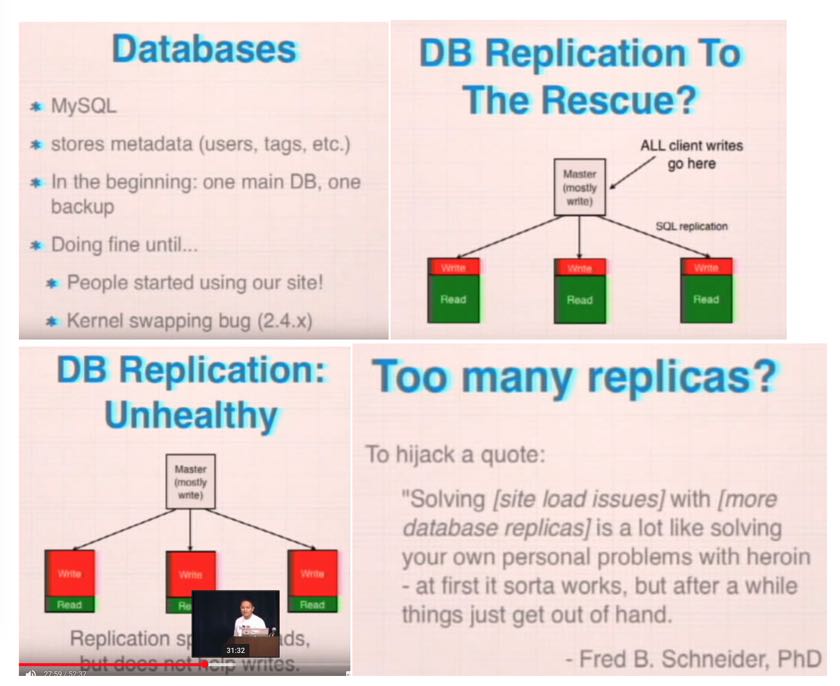 Databases
* MySQL
* stores metadata (users, tags, etc.)
* In the beginning: one main DB, one
backup
* Doing fine until...
* People started using our site!
* Kernel swapping bug (2.4.x)
DB Replication To
The Rescue?
ALL client writes
go here
Master
(mostly
write)
SQL replication
Write
Write
Write
Read
Read
Read
DB Replication:
Unhealthy
Master
(mostly
write)
Write
Write
Write
Read
Re
Read
31:32
Replication sp ads,
but does not help writes.
27:59 / 52:37
Too many replicas?
To hijack a quote:
"Solving [site load issues] with [more
database replicas] is a lot like solving
your own personal problems with heroin
- at first it sorta works, but after a while
things just get out of hand.
- Fred B. Schneider, PhD